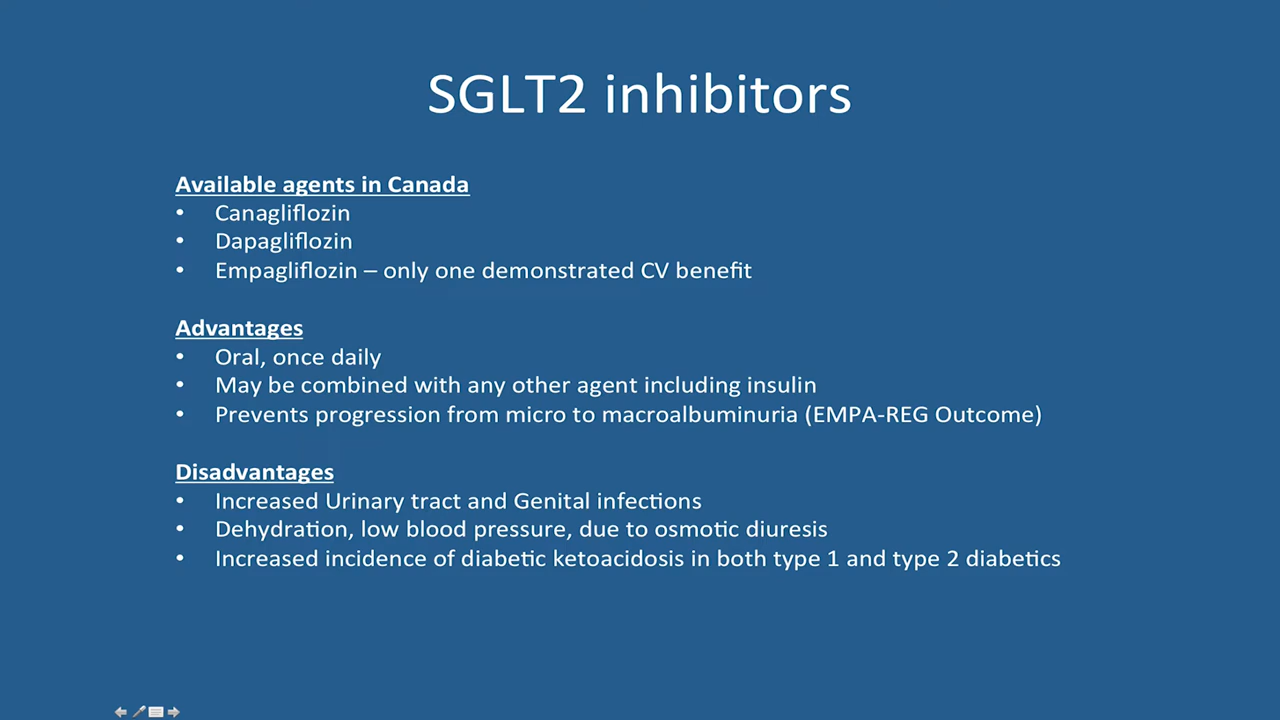 SGLT2 inhibitors
Available agents in Canada
• Canagliflozin
• Dapagliflozin
• Empagliflozin – only one demonstrated CV benefit
Advantages
• Oral, once daily
• May be combined with any other agent including insulin
• Prevents progression from micro to macroalbuminuria (EMPA-REG Outcome)
Disadvantages
• Increased Urinary tract and Genital infections
• Dehydration, low blood pressure, due to osmotic diuresis
• Increased incidence of diabetic ketoacidosis in both type 1 and type 2 diabetics